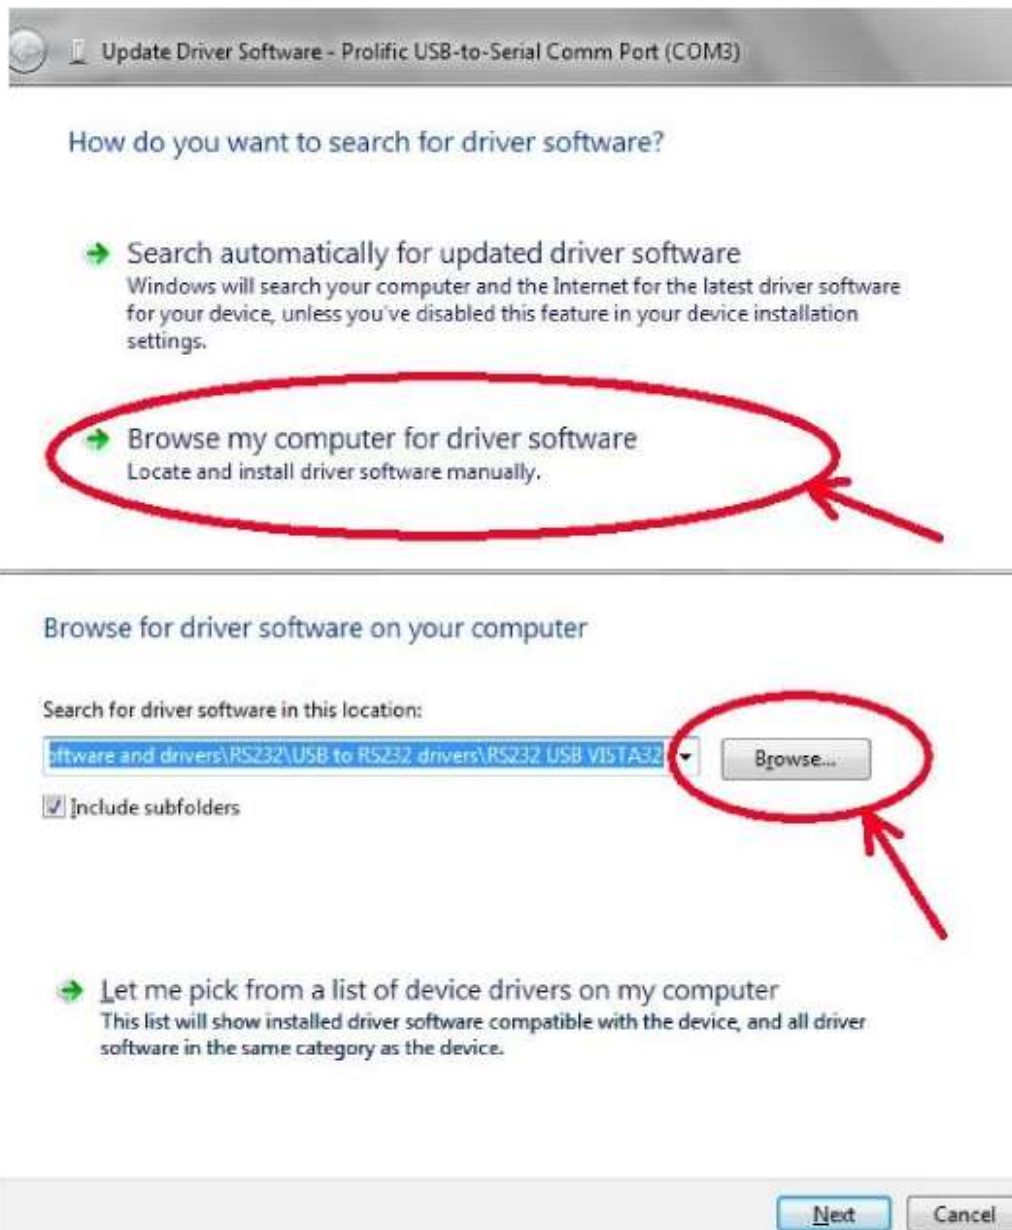 Update Driver Software - Prolific USB-to-Serial Comm Port (COM3)
How do you want to search for driver software?
Search automatically for updated driver software
Windows will search your computer and the Internet for the latest driver software
for your device, unless you've disabled this feature in your device installation
settings.
Browse my computer for driver software
Locate and install driver software manually.
Browse for driver software on your computer
Search for driver software in this location:
oftware and drivers\RS232\USB to RS232 drivers\RS232 USB VISTA32
Browse...
Include subfolders
Let me pick from a list of device drivers on my computer
This list will show installed driver software compatible with the device, and all driver
software in the same category as the device.
Next Cancel